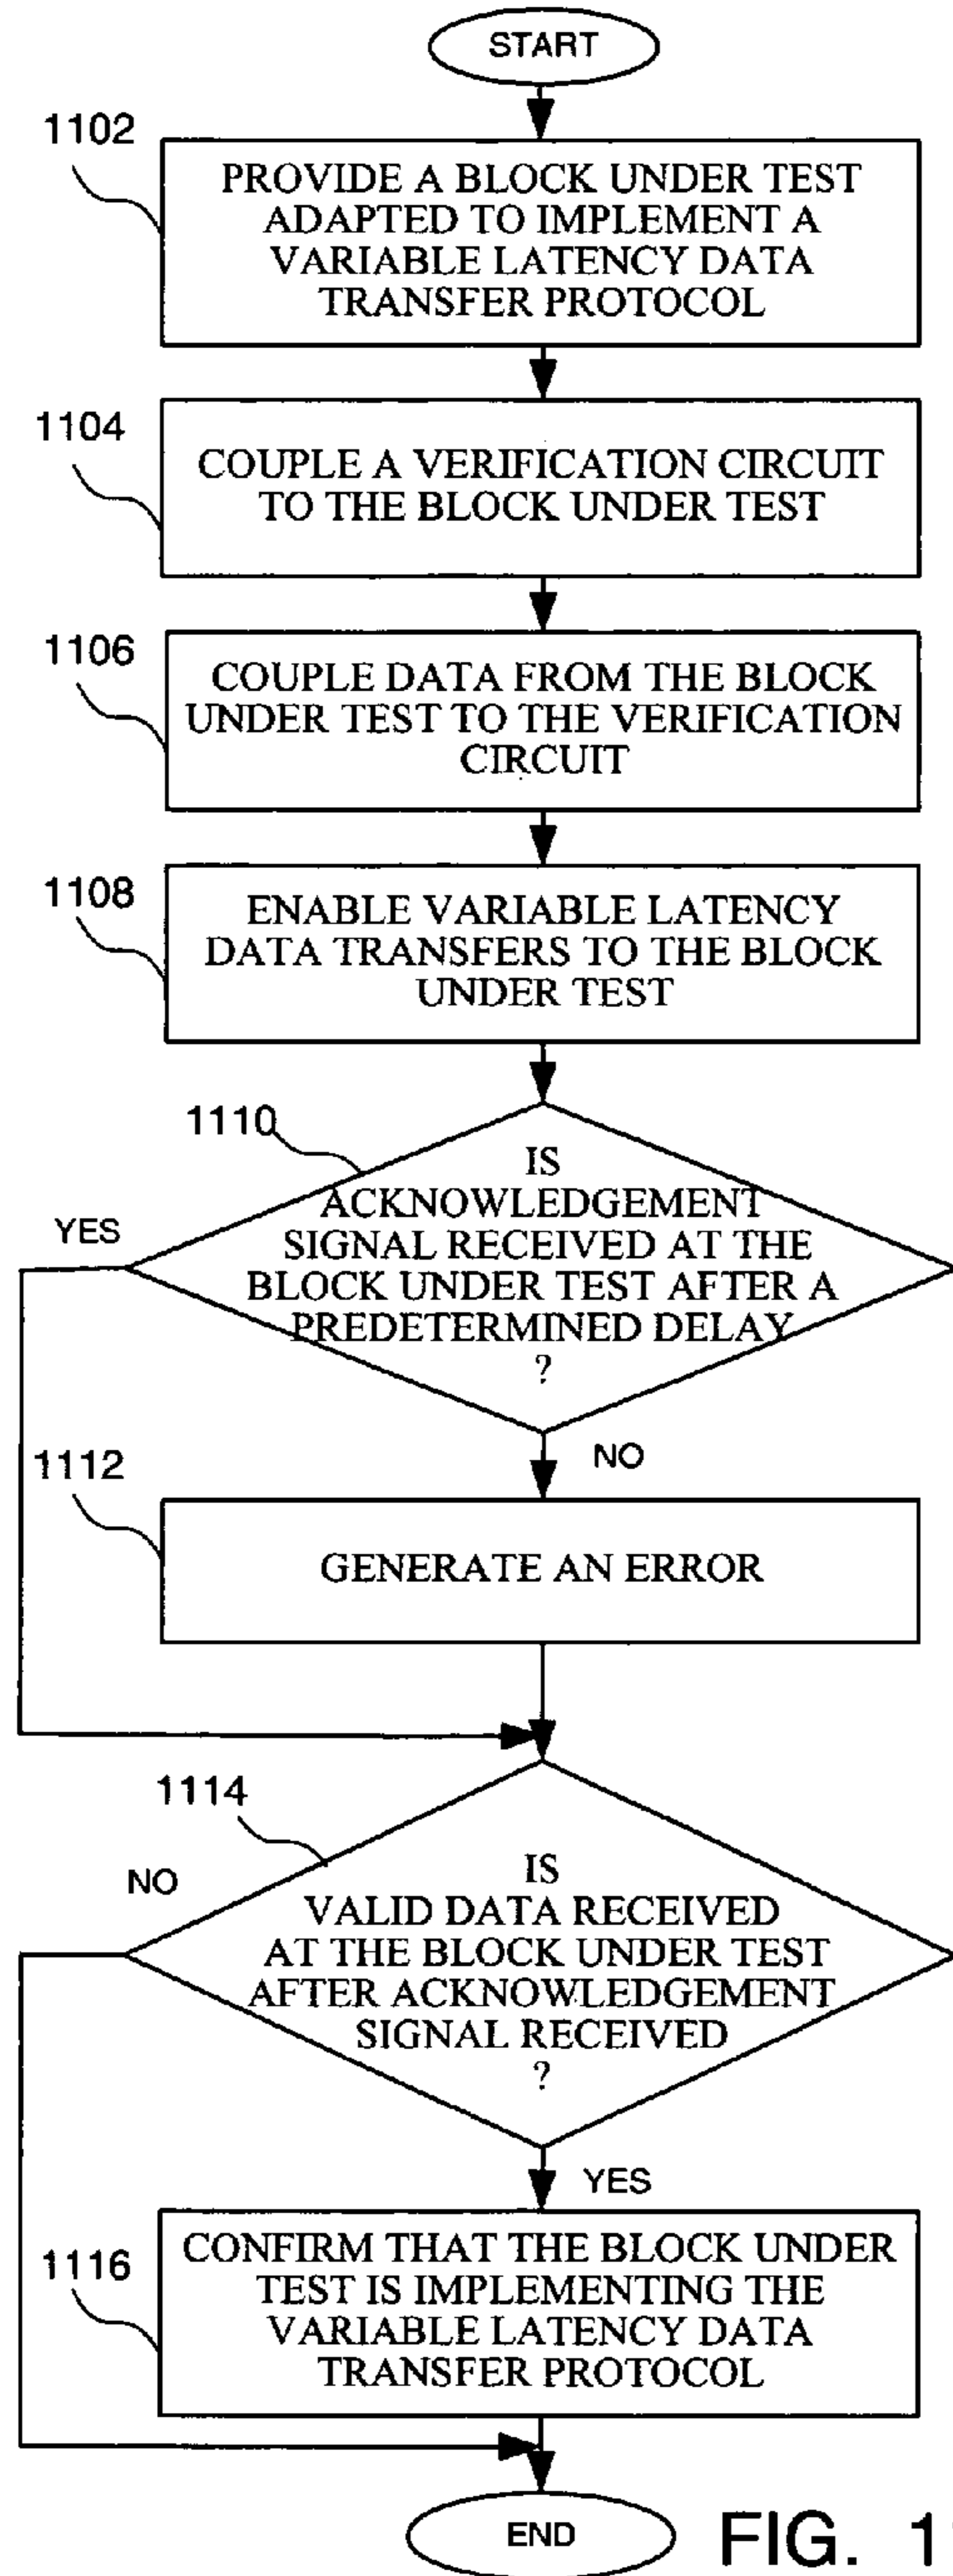 START
1102
PROVIDE A BLOCK UNDER TEST
ADAPTED TO IMPLEMENT A
VARIABLE LATENCY DATA
TRANSFER PROTOCOL
1104
COUPLE A VERIFICATION CIRCUIT
TO THE BLOCK UNDER TEST
1106
COUPLE DATA FROM THE BLOCK
UNDER TEST TO THE VERIFICATION
CIRCUIT
1108
ENABLE VARIABLE LATENCY
DATA TRANSFERS TO THE BLOCK
UNDER TEST
1110
IS
ACKNOWLEDGEMENT
SIGNAL RECEIVED AT THE
BLOCK UNDER TEST AFTER A
PREDETERMINED DELAY
?
YES
NO
1112
GENERATE AN ERROR
1114
IS
VALID DATA RECEIVED
AT THE BLOCK UNDER TEST
AFTER ACKNOWLEDGEMENT
SIGNAL RECEIVED
?
NO
YES
1116
CONFIRM THAT THE BLOCK UNDER
TEST IS IMPLEMENTING THE
VARIABLE LATENCY DATA
TRANSFER PROTOCOL
END
FIG.